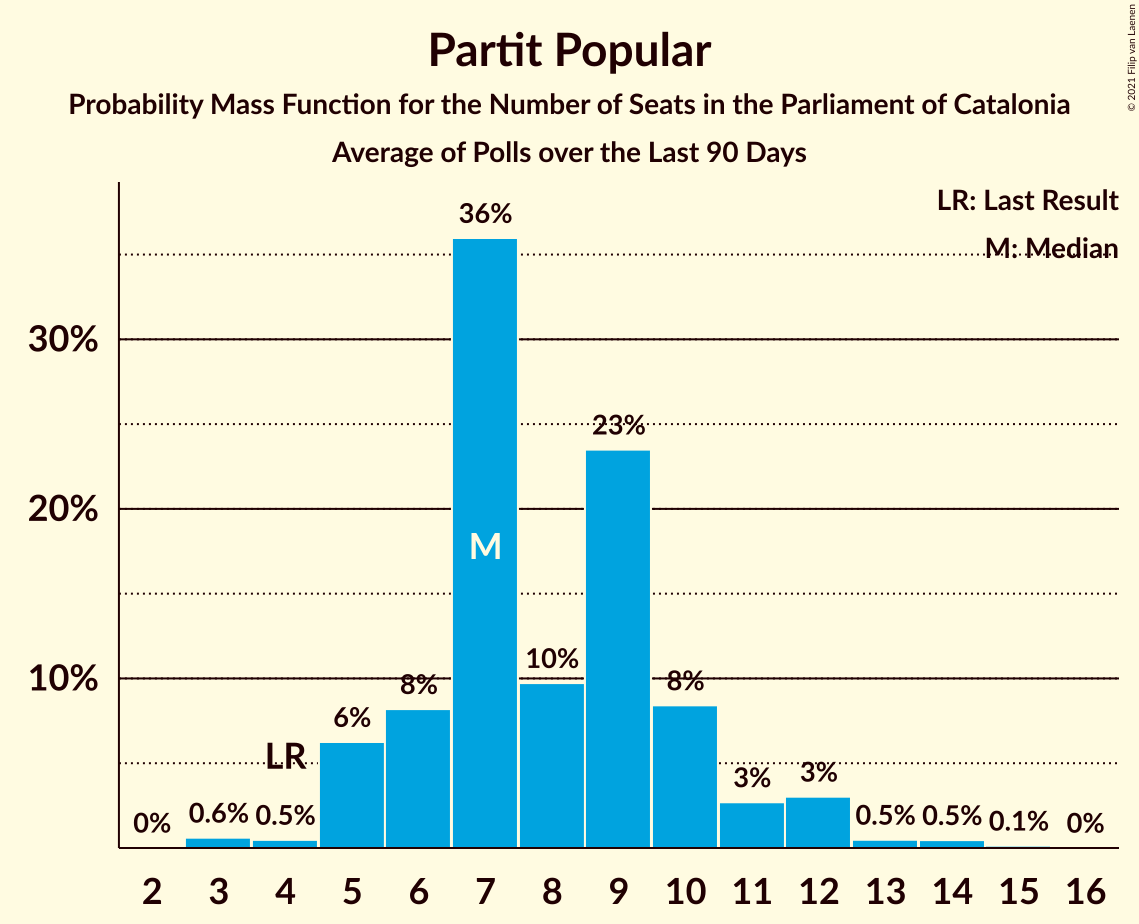 Partit Popular
Probability Mass Function for the Number of Seats in the Parliament of Catalonia
Average of Polls over the Last 90 Days
© 2021 Filip van Laenen
LR: Last Result
M: Median
36%
30%
23%
20%
M
10%
10%
8%
8%
6%
LR
3%
3%
0%
0.6%
0.5%
0.5%
0.5%
0.1%
0%
2 3 4 5 6 7 8 9 10 11 12 13 14 15 16